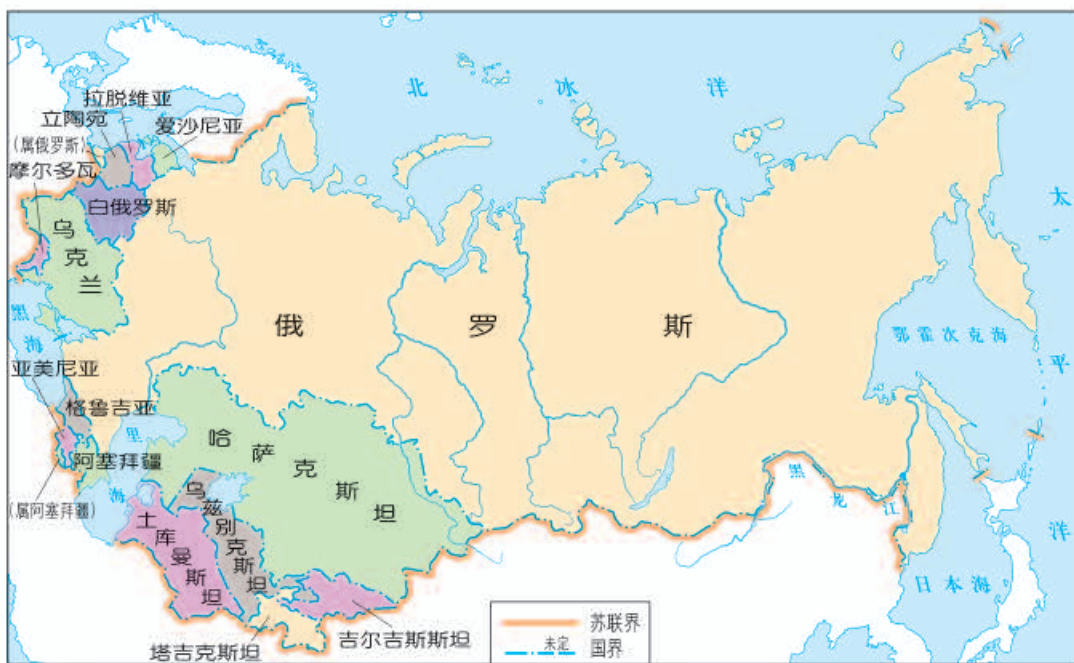 北冰洋
拉脱维亚
立陶宛
爱沙尼亚
(属俄罗斯)
摩尔多瓦
白俄罗斯
乌克兰
太平洋
俄罗斯
黑海
鄂霍次克海
亚美尼亚
格鲁吉亚
里海
阿塞拜疆
(属阿塞拜疆)
哈萨克斯坦
乌兹别克斯坦
土库曼斯坦
黑龙江
日本海
吉尔吉斯斯坦
塔吉克斯坦
苏联界
未定
国界